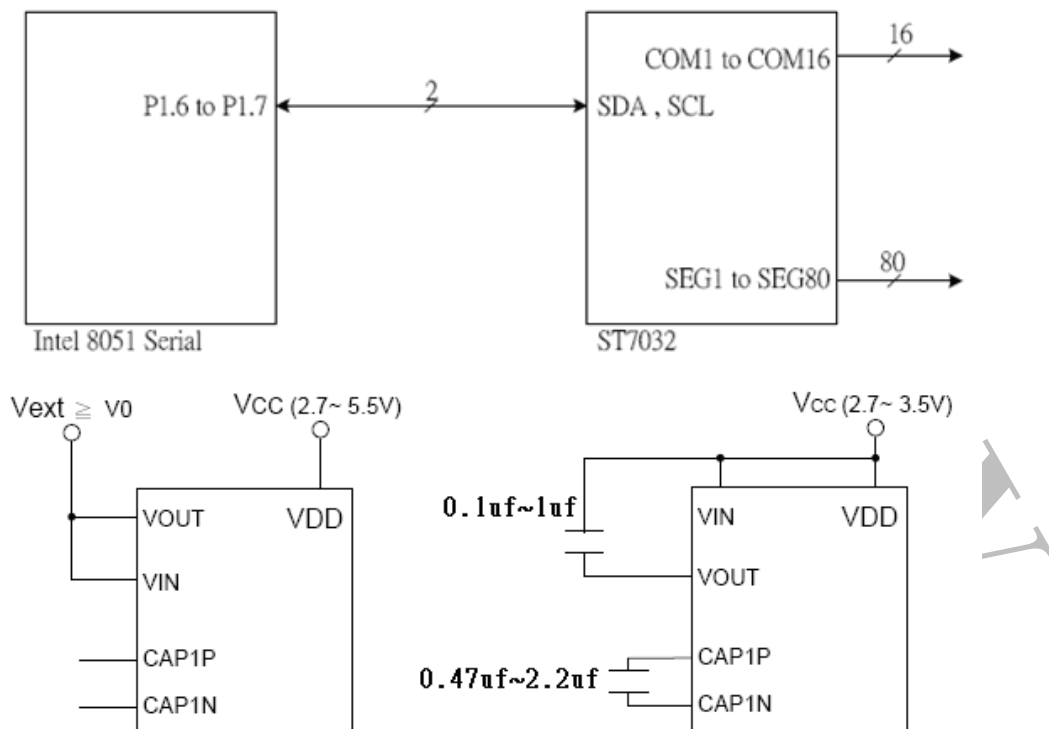 16
COM1 to COM16
2
P1.6 to P1.7
SDA , SCL
80
SEG1 to SEG80
Intel 8051 Serial
ST7032
Vext ≧ V0
VCC (2.7~ 5.5V)
VOUT
VDD
VIN
CAP1P
CAP1N
Vcc (2.7~ 3.5V)
0.1uf~1uf
VIN
VDD
VOUT
0.47uf~2.2uf
CAP1P
CAP1N